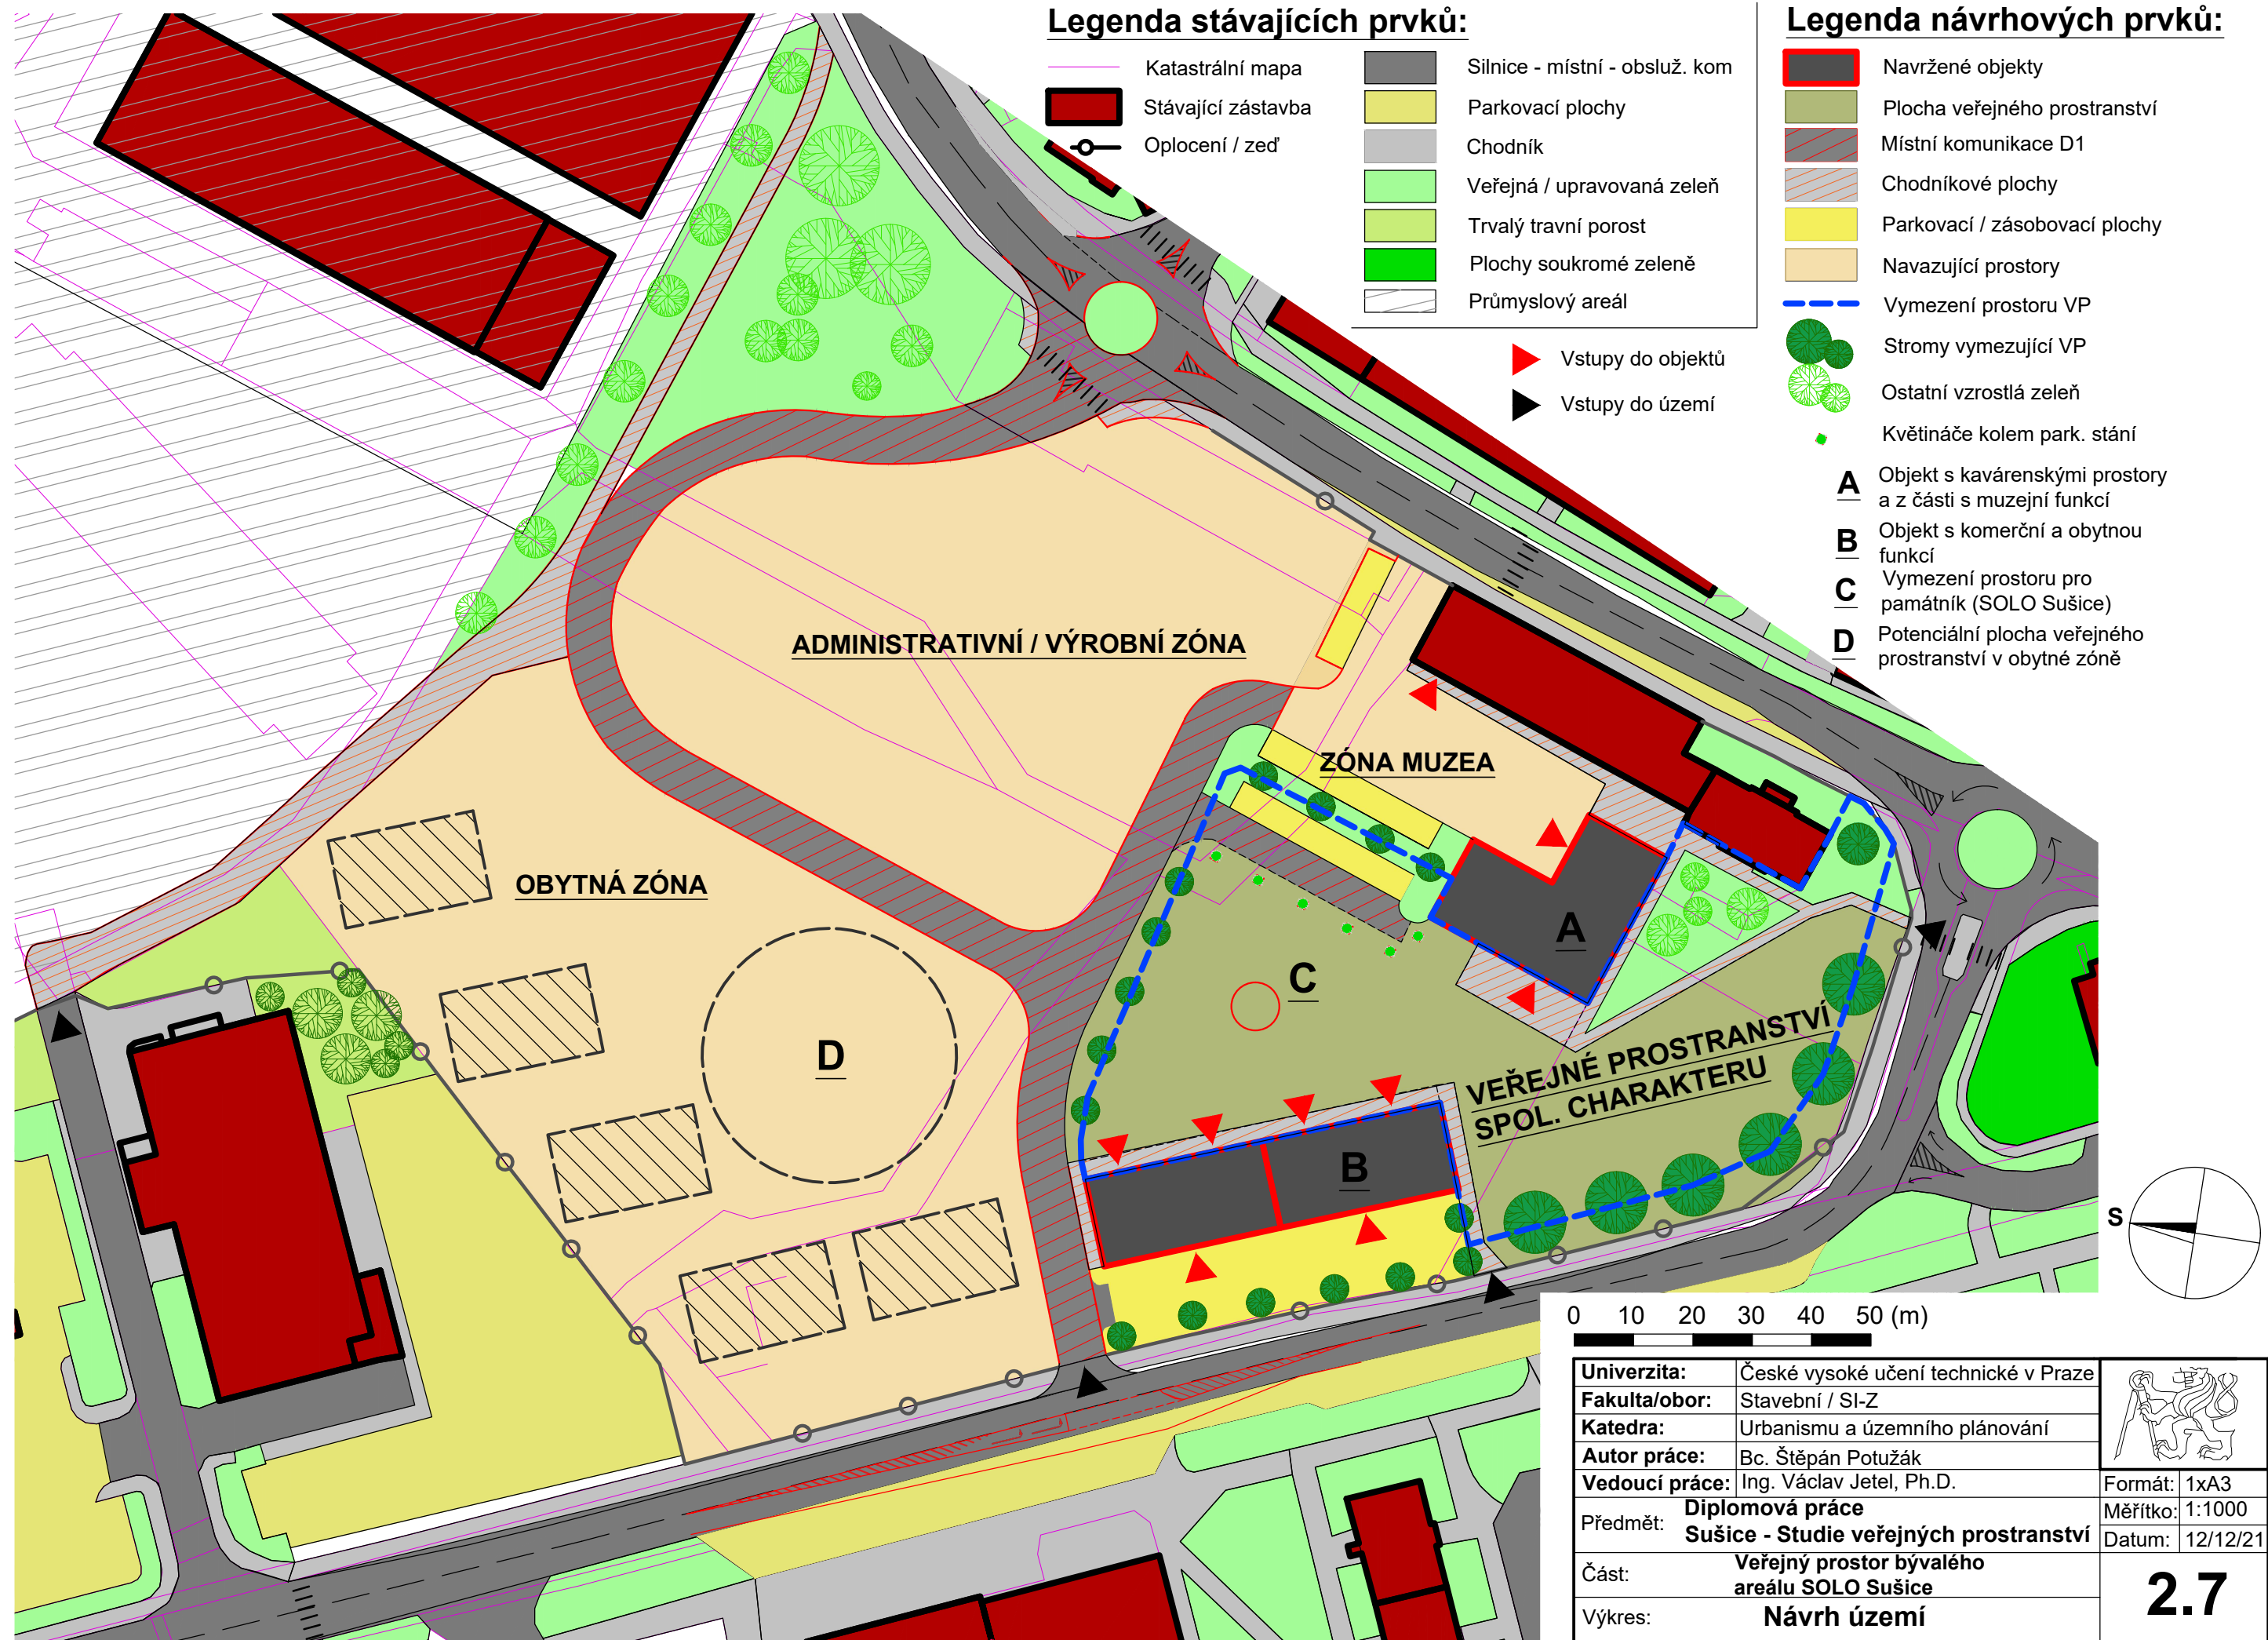 Legenda stávajících prvků:
Katastrální mapa
Stávající zástavba
Oplocení / zeď
Silnice - místní - obsluž. kom
Parkovací plochy
Chodník
Veřejná / upravovaná zeleň
Trvalý travní porost
Plochy soukromé zeleně
Průmyslový areál
Vstupy do objektů
Vstupy do území
Legenda návrhových prvků:
Navržené objekty
Plocha veřejného prostranství
Místní komunikace D1
Chodníkové plochy
Parkovací / zásobovací plochy
Navazující prostory
Vymezení prostoru VP
Stromy vymezující VP
Ostatní vzrostlá zeleň
Květináče kolem park. stání
A Objekt s kavárenskými prostory
a z části s muzejní funkcí
B Objekt s komerční a obytnou
funkcí
C Vymezení prostoru pro
památník (SOLO Sušice)
D Potenciální plocha veřejného
prostranství v obytné zóně
ADMINISTRATIVNÍ / VÝROBNÍ ZÓNA
ZÓNA MUZEA
OBYTNÁ ZÓNA
A
C
D
VEŘEJNÉ PROSTRANSTVÍ
SPOL. CHARAKTERU
B
S
0 10 20 30 40 50 (m)
Univerzita: České vysoké učení technické v Praze
Fakulta/obor: Stavební / SI-Z
Katedra: Urbanismu a územního plánování
Autor práce: Bc. Štěpán Potužák
Vedoucí práce: Ing. Václav Jetel, Ph.D.
Předmět: Diplomová práce
Sušice - Studie veřejných prostranství
Část: Veřejný prostor bývalého
areálu SOLO Sušice
Výkres: Návrh území
Formát: 1xA3
Měřítko: 1:1000
Datum: 12/12/21
2.7